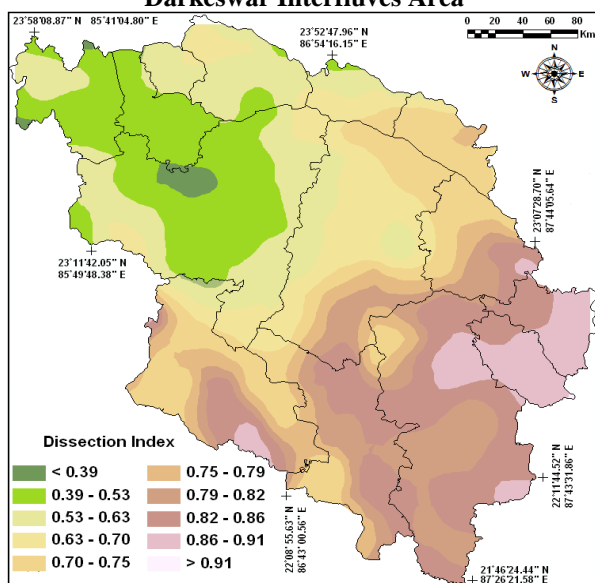 Darkeswar Interfluves Area
23°58'08.87" N 85°41'04.80" E
23°52'47.96 N
86°54'16.15" E
0 20 40 60 80
Km
N
W E
S
23°07'28.70" N
87°44'05.64" E
23°11'42.05" N
85°49'48.38" E
Dissection Index
< 0.39
0.39 - 0.53
0.53 - 0.63
0.63 - 0.70
0.70 - 0.75
0.75 - 0.79
0.79 - 0.82
0.82 - 0.86
0.86 - 0.91
> 0.91
22°08'55.63" N
86°43'00.56" E
22°11'44.52" N
87°43'31.86" E
21°46'24.44" N
87°26'21.58" E